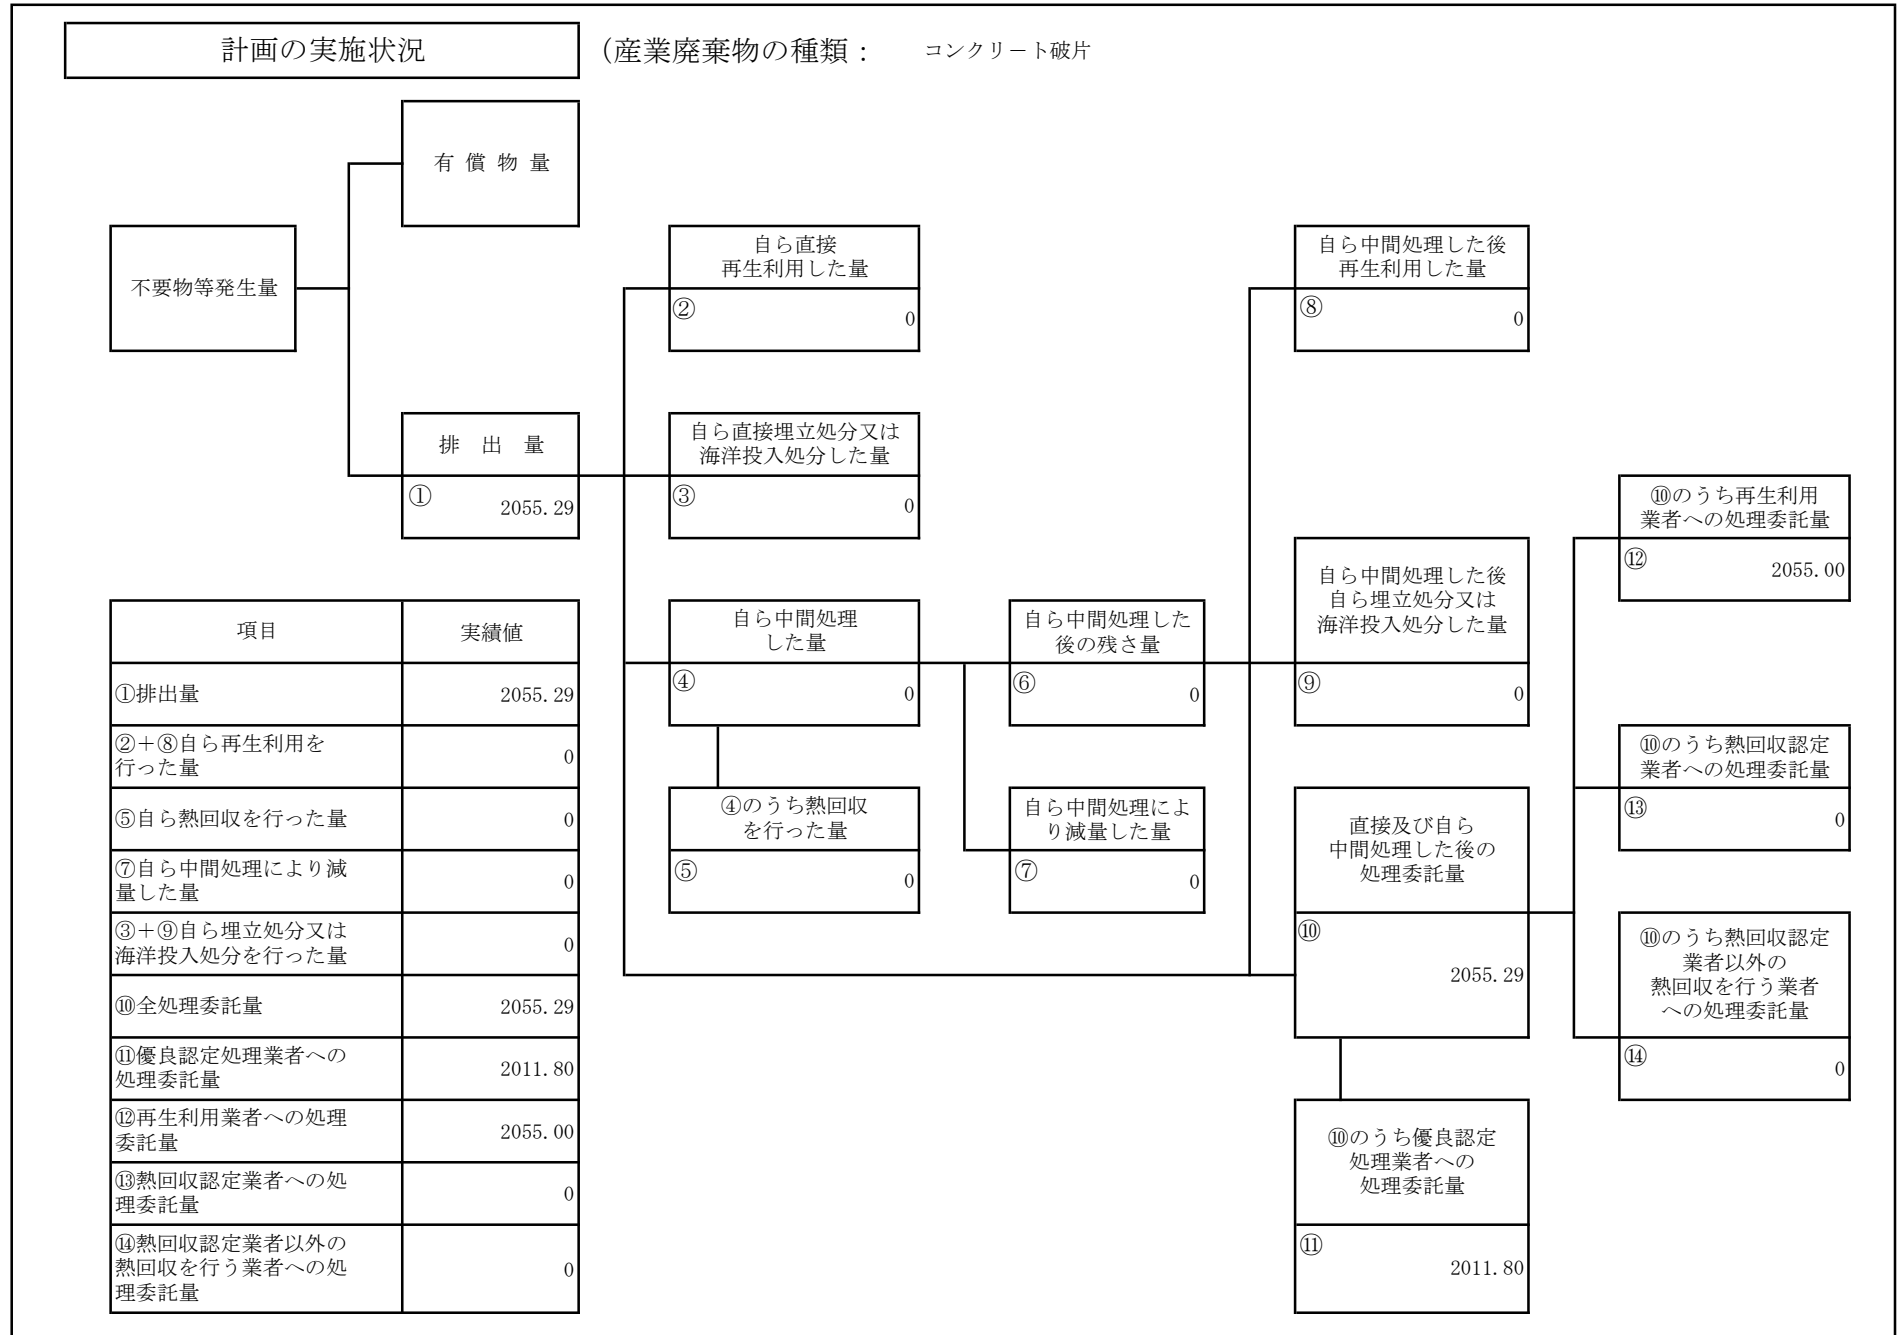 計画の実施状況
（産業廃棄物の種類： コンクリート破片
有 償 物 量
不要物等発生量
自ら直接
再生利用した量
② 0
自ら中間処理した後
再生利用した量
⑧ 0
排 出 量
① 2055.29
自ら直接埋立処分又は
海洋投入処分した量
③ 0
⑩のうち再生利用
業者への処理委託量
⑫ 2055.00
自ら中間処理した後
自ら埋立処分又は
海洋投入処分した量
⑨ 0
自ら中間処理
した量
④ 0
自ら中間処理した
後の残さ量
⑥ 0
⑩のうち熱回収認定
業者への処理委託量
⑬ 0
④のうち熱回収
を行った量
⑤ 0
自ら中間処理によ
り減量した量
⑦ 0
直接及び自ら
中間処理した後の
処理委託量
⑩ 2055.29
⑩のうち熱回収認定
業者以外の
熱回収を行う業者
への処理委託量
⑭ 0
⑩のうち優良認定
処理業者への
処理委託量
⑪ 2011.80
項目 実績値
①排出量 2055.29
②＋⑧自ら再生利用を
行った量 0
⑤自ら熱回収を行った量 0
⑦自ら中間処理により減
量した量 0
③＋⑨自ら埋立処分又は
海洋投入処分を行った量 0
⑩全処理委託量 2055.29
⑪優良認定処理業者への
処理委託量 2011.80
⑫再生利用業者への処理
委託量 2055.00
⑬熱回収認定業者への処
理委託量 0
⑭熱回収認定業者以外の
熱回収を行う業者への処
理委託量 0